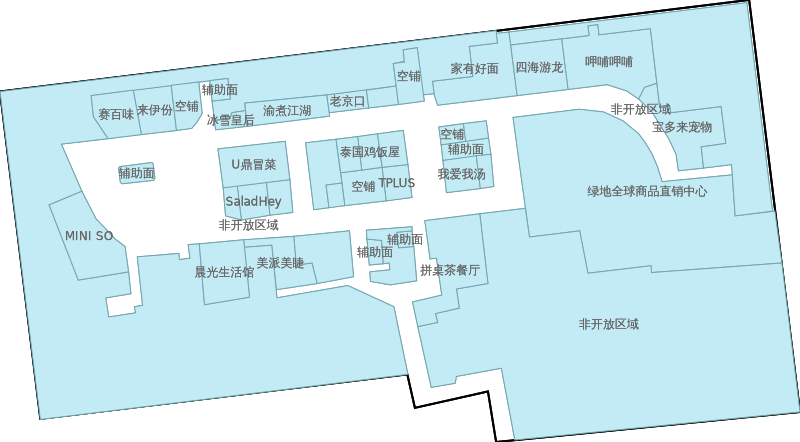 家有好面
四海游龙
呷哺呷哺
空铺
辅助面
老京口
赛百味
来伊份
空铺
渝煮江湖
冰雪皇后
非开放区域
宝多来宠物
空铺
辅助面
泰国鸡饭屋
U鼎冒菜
辅助面
我爱我汤
空铺
TPLUS
绿地全球商品直销中心
SaladHey
非开放区域
MINI SO
辅助面
辅助面
美派美睫
晨光生活馆
拼桌茶餐厅
非开放区域